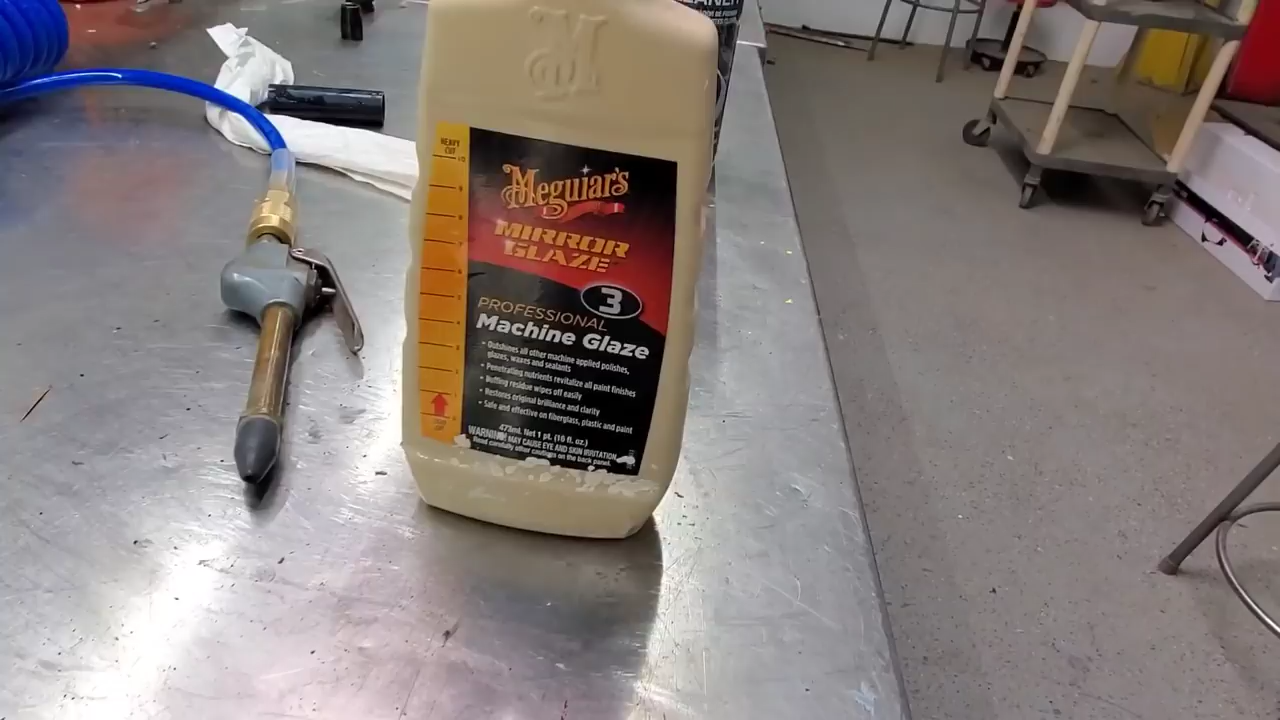 HEAVY
CUT
10
9
Meguiar's
MIRROR
GLAZE
3
PROFESSIONAL
Machine Glaze
• Outshines all other machine applied polishes,
glazes, waxes and sealants
• Penetrating nutrients revitalize all paint finishes
• Buffing residue wipes off easily
• Restores original brilliance and clarity
• Safe and effective on fiberglass, plastic and paint
473mL Net 1 pt. (16 fl. oz.)
WARNING! MAY CAUSE EYE AND SKIN IRRITATION
Read carefully other cautions on the back panel.